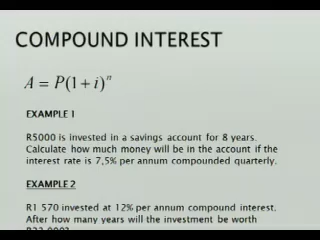 COMPOUND INTEREST
A = P(1 + i)ⁿ
EXAMPLE 1
R5000 is invested in a savings account for 8 years.
Calculate how much money will be in the account if the
interest rate is 7,5% per annum compounded quarterly.
EXAMPLE 2
R1 570 invested at 12% per annum compound interest.
After how many years will the investment be worth